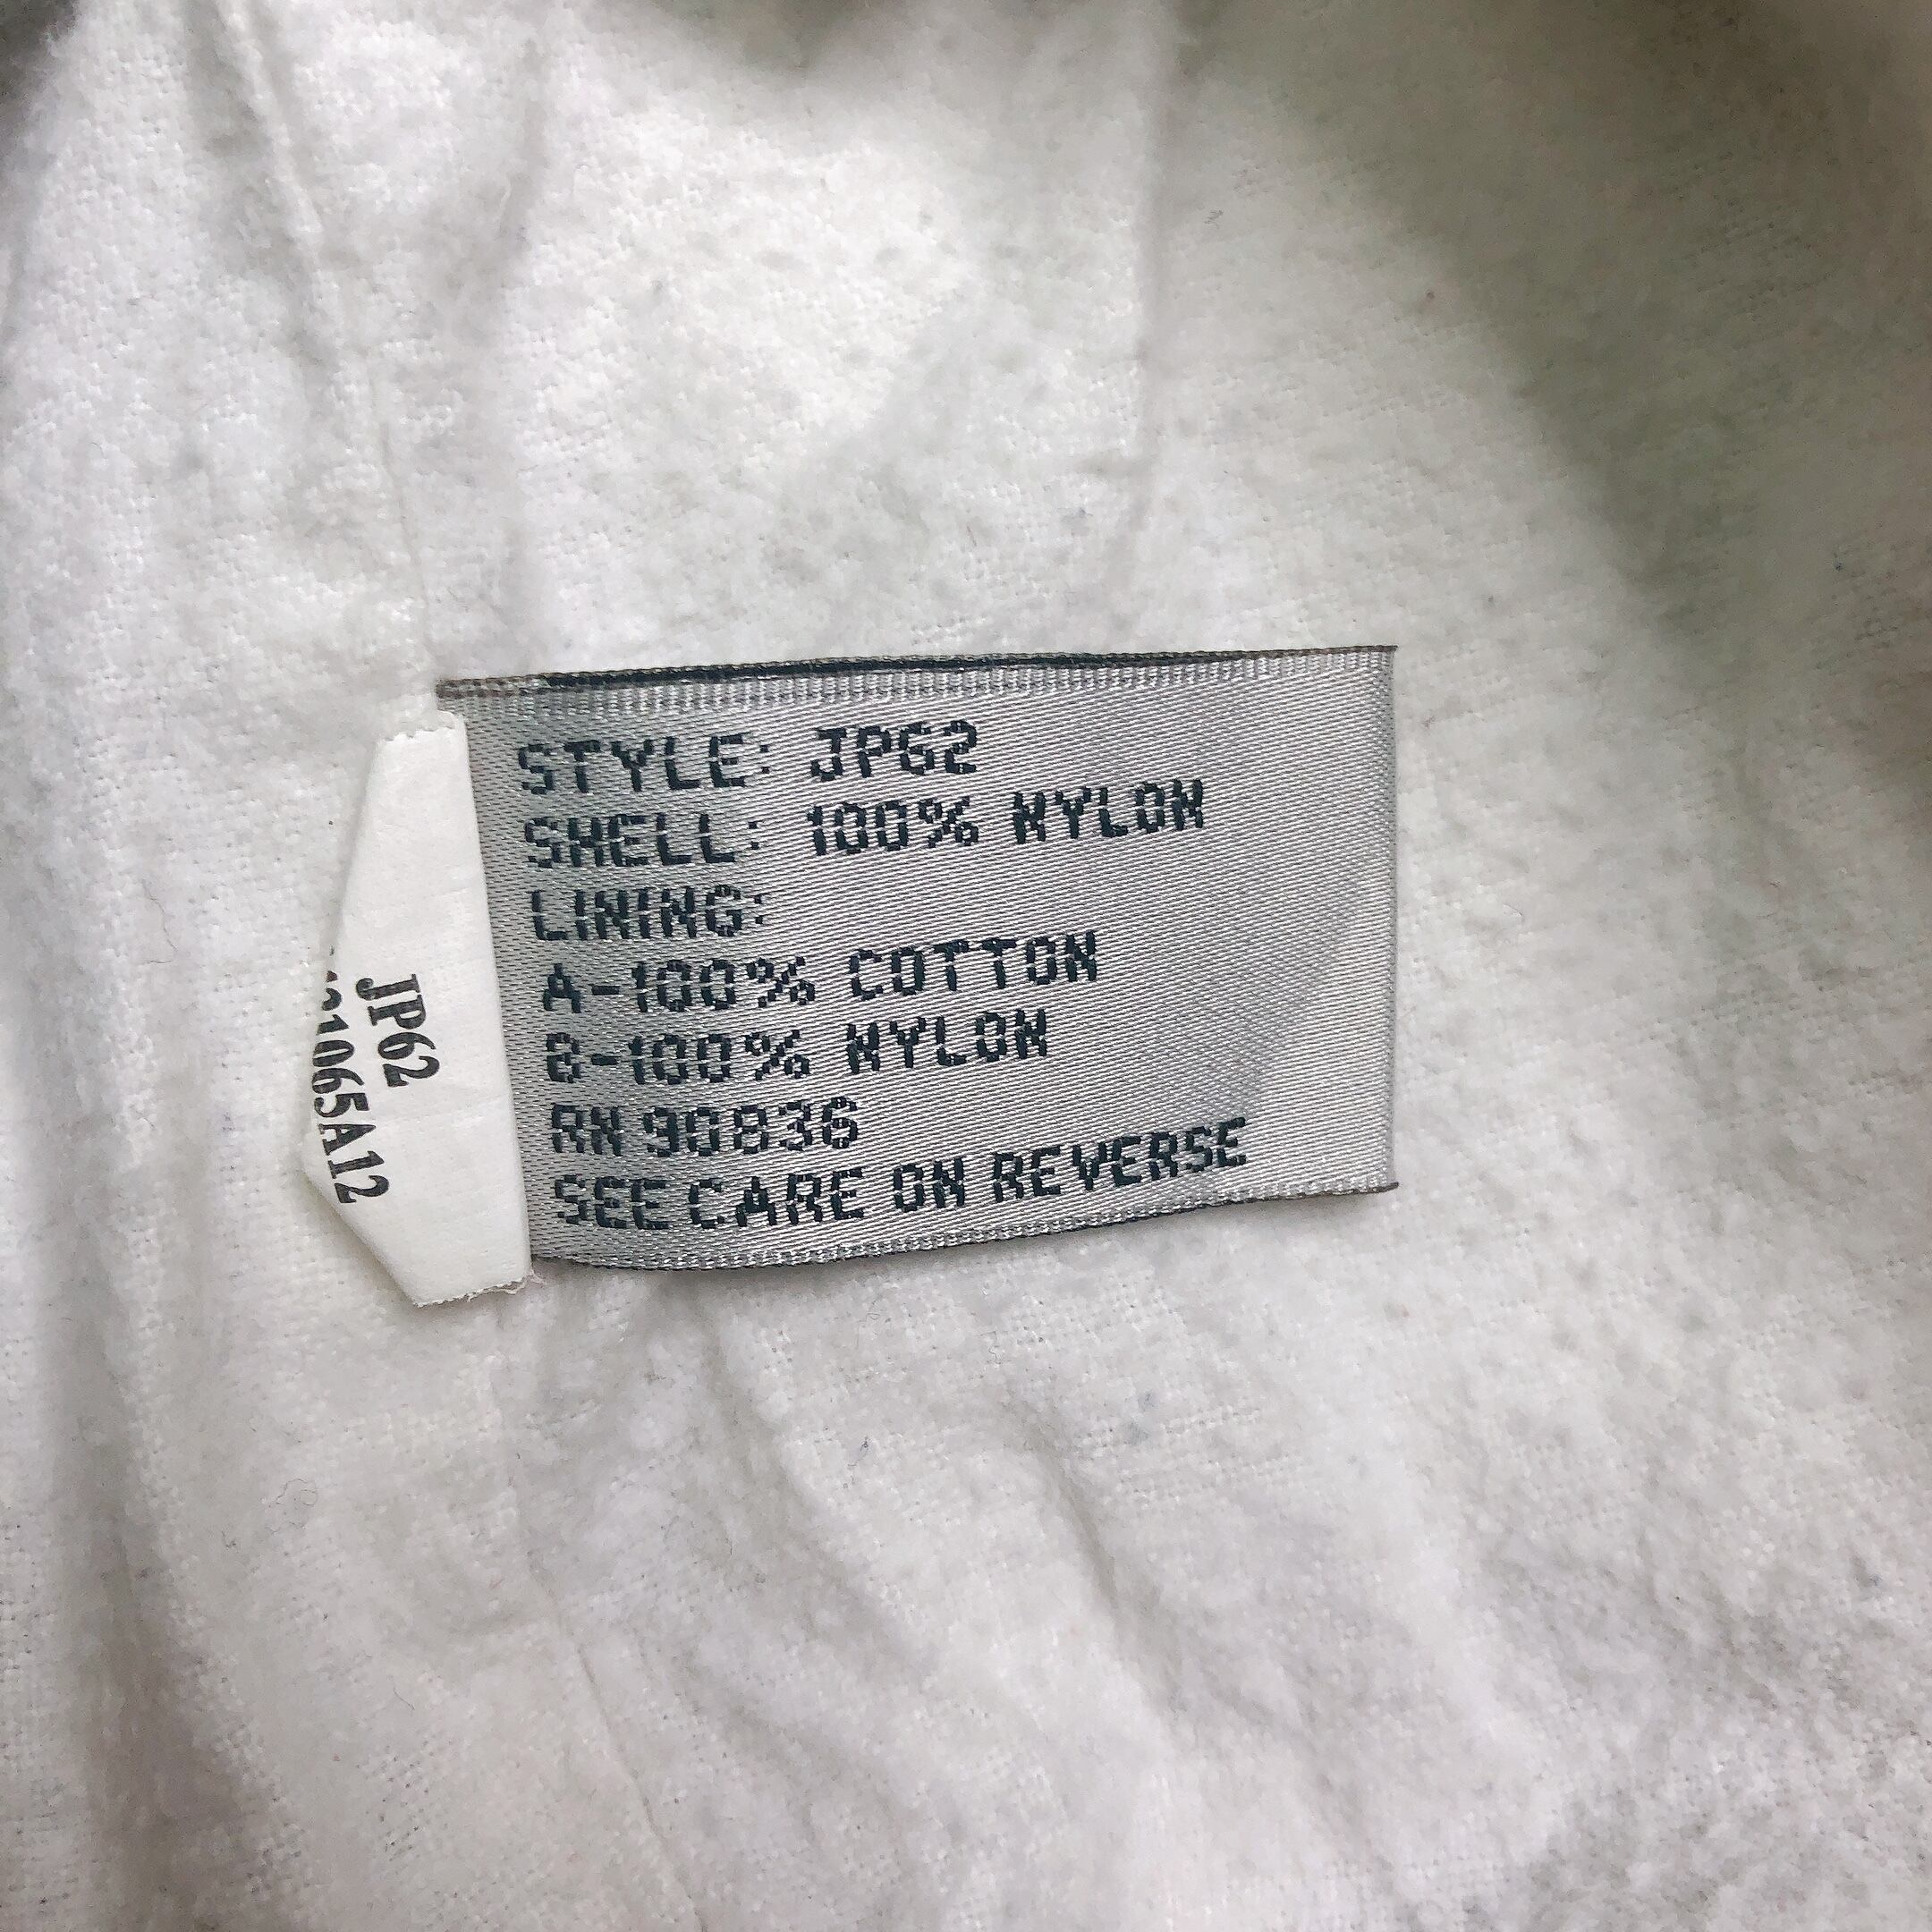 STYLE: JP62
SHELL: 100% NYLON
LINING:
A-100% COTTON
B-100% NYLON
RN 90836
SEE CARE ON REVERSE
JP62